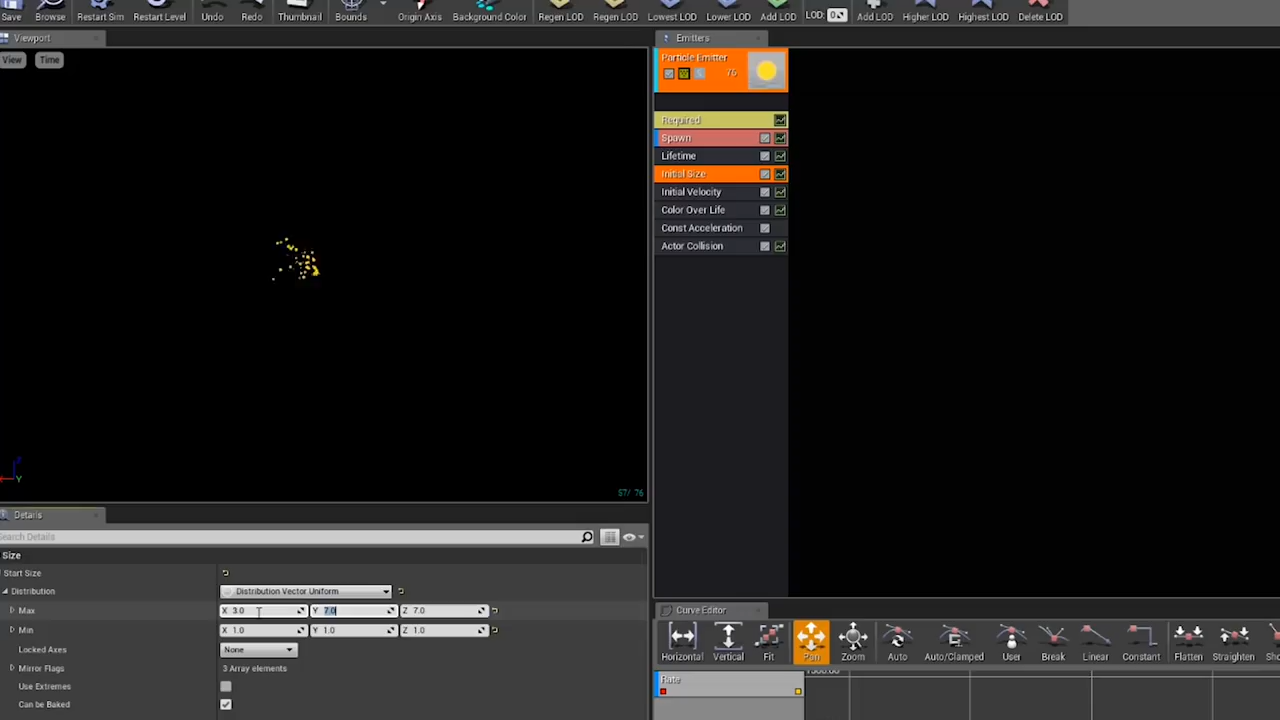 Save Browse Restart Sim Restart Level Undo Redo Thumbnail Bounds Origin Axis Background Color Regen LOD Regen LOD Lowest LOD Lower LOD Add LOD LOD: 0 Add LOD Higher LOD Highest LOD Delete LOD
Viewport
Emitters
View Time
Particle Emitter
76
Required
Spawn
Lifetime
Initial Size
Initial Velocity
Color Over Life
Const Acceleration
Actor Collision
Y
57/ 76
Details
Search Details
Size
Start Size
Distribution Distribution Vector Uniform
Max X 3.0 Y 7.0 Z 7.0
Min X 1.0 Y 1.0 Z 1.0
Locked Axes None
Mirror Flags 3 Array elements
Use Extremes
Can be Baked
Curve Editor
Horizontal Vertical Fit Pan Zoom Auto Auto/Clamped User Break Linear Constant Flatten Straighten
Rate